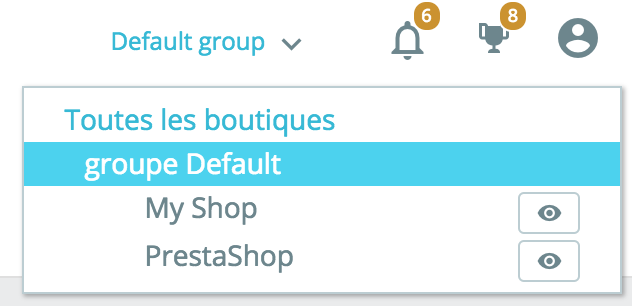 Default group
6
8
Toutes les boutiques
groupe Default
My Shop
PrestaShop